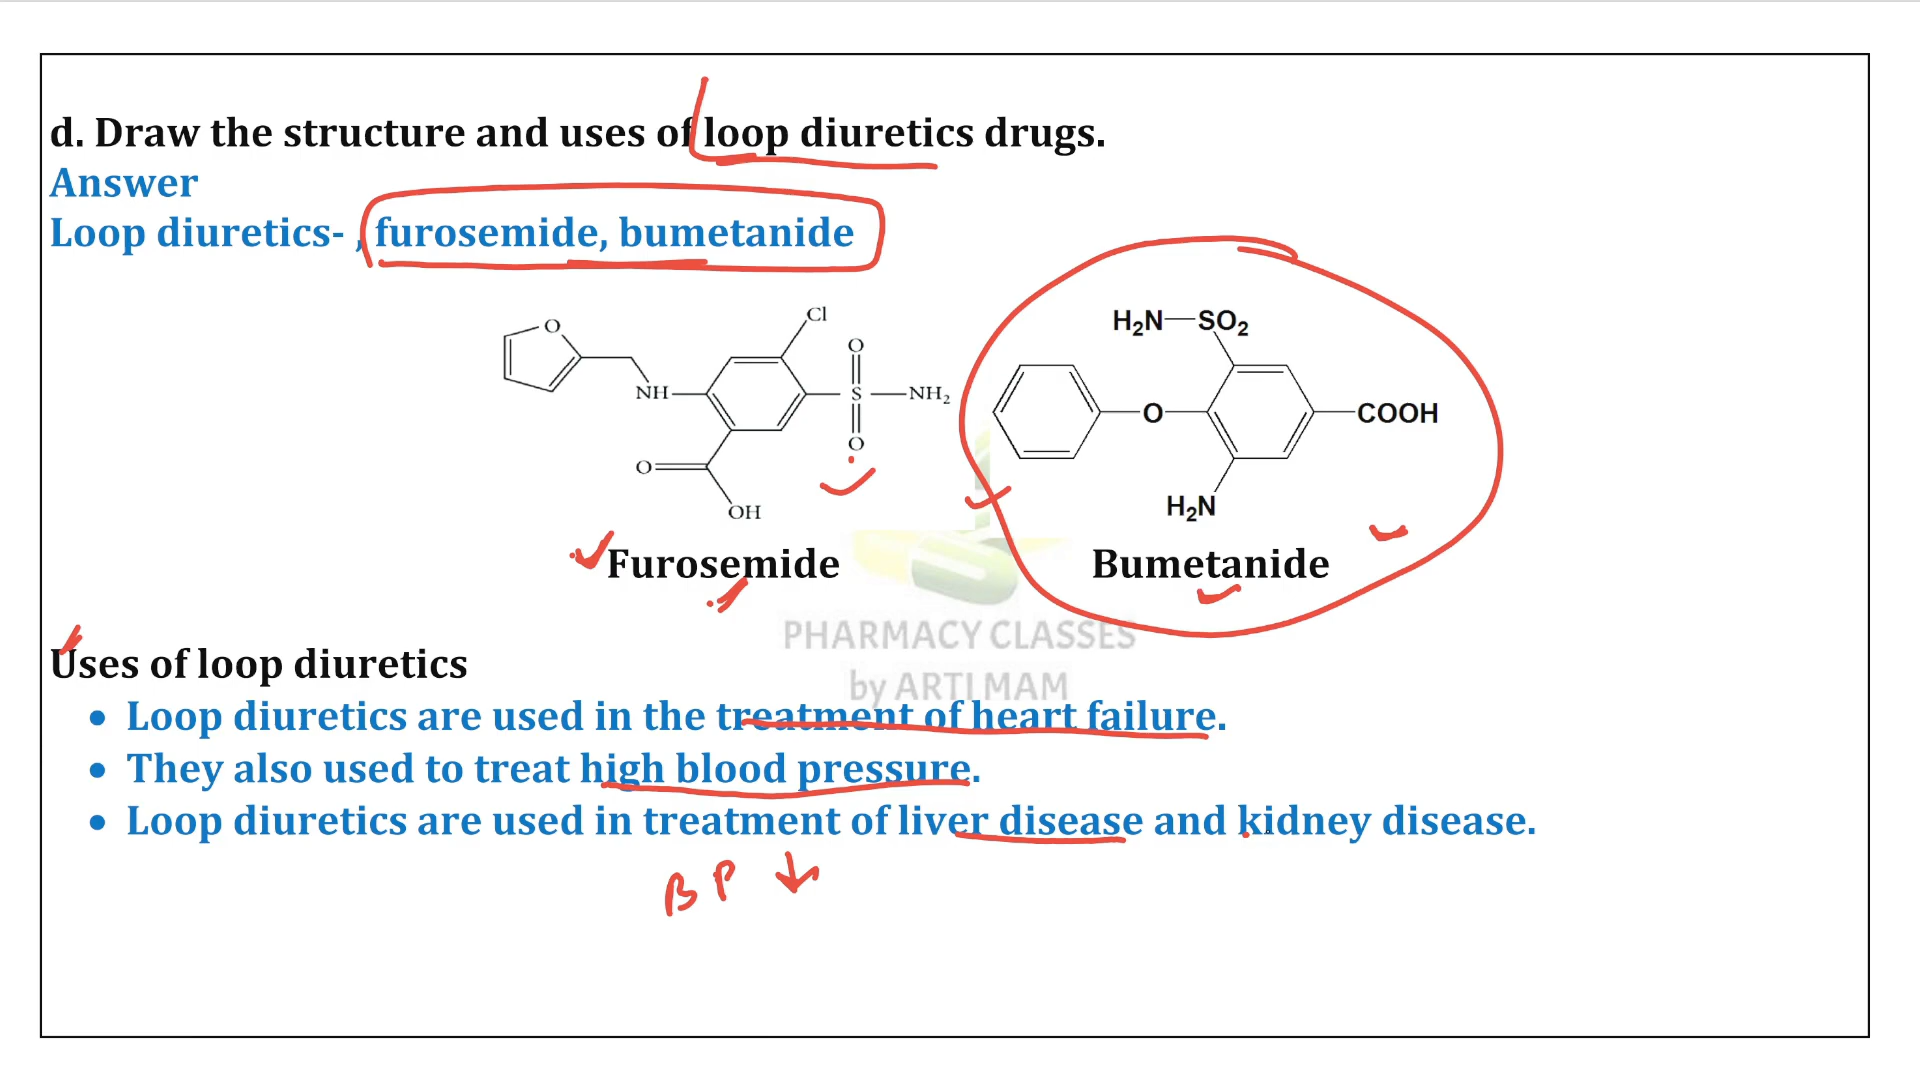 d. Draw the structure and uses of loop diuretics drugs.
Answer
Loop diuretics- , furosemide, bumetanide
Cl
O
O
NH
S
NH₂
O
O
OH
H₂N SO₂
O
COOH
H₂N
Furosemide
Bumetanide
PHARMACY CLASSES
by ARTI MAM
Uses of loop diuretics
• Loop diuretics are used in the treatment of heart failure.
• They also used to treat high blood pressure.
• Loop diuretics are used in treatment of liver disease and kidney disease.
BP ↓